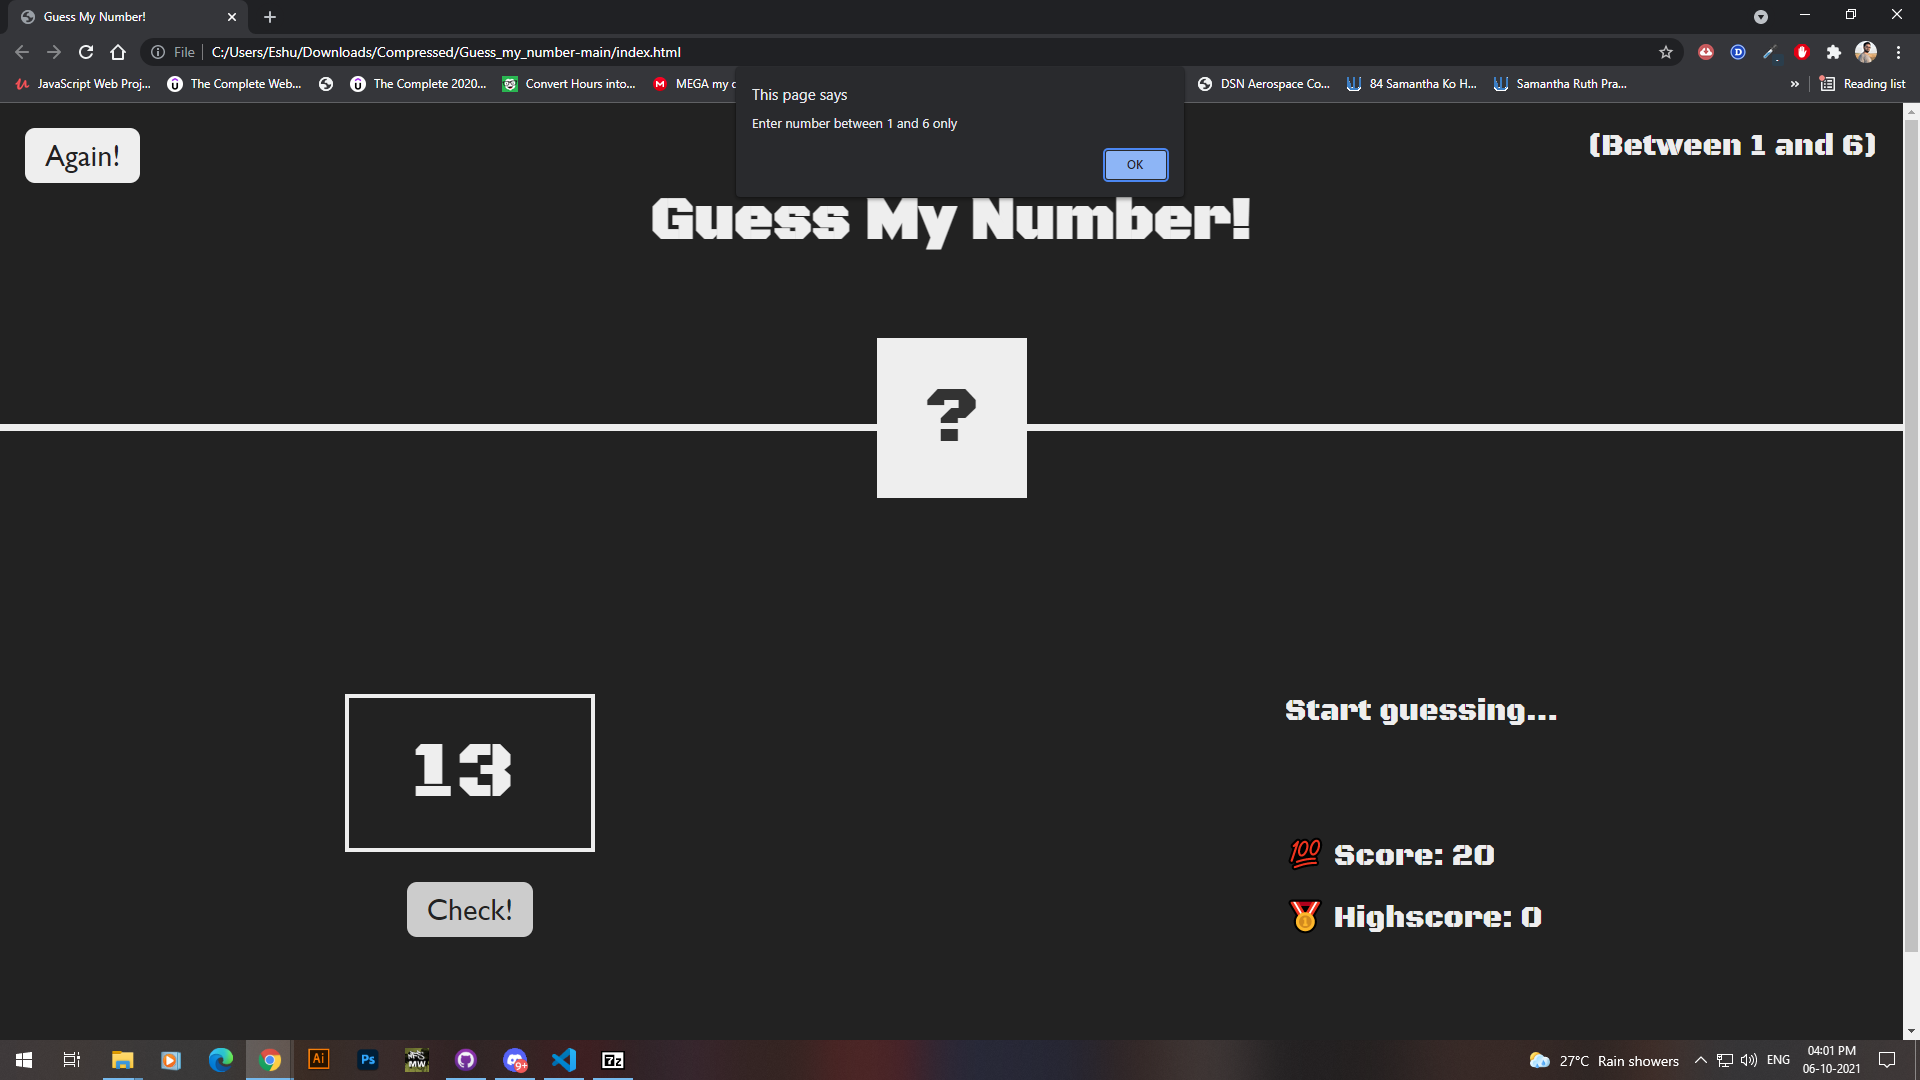 Guess My Number!
File
C:/Users/Eshu/Downloads/Compressed/Guess_my_number-main/index.html
JavaScript Web Proj...
The Complete Web...
The Complete 2020...
Convert Hours into...
MEGA my
DSN Aerospace Co...
84 Samantha Ko H...
Samantha Ruth Pra...
»
Reading list
This page says
Enter number between 1 and 6 only
OK
Again!
(Between 1 and 6)
Guess My Number!
?
13
Start guessing...
Check!
💯 Score: 20
🥇 Highscore: 0
Ai
Ps
NFS
MW
9+
7z
27°C Rain showers
ENG
04:01 PM
06-10-2021